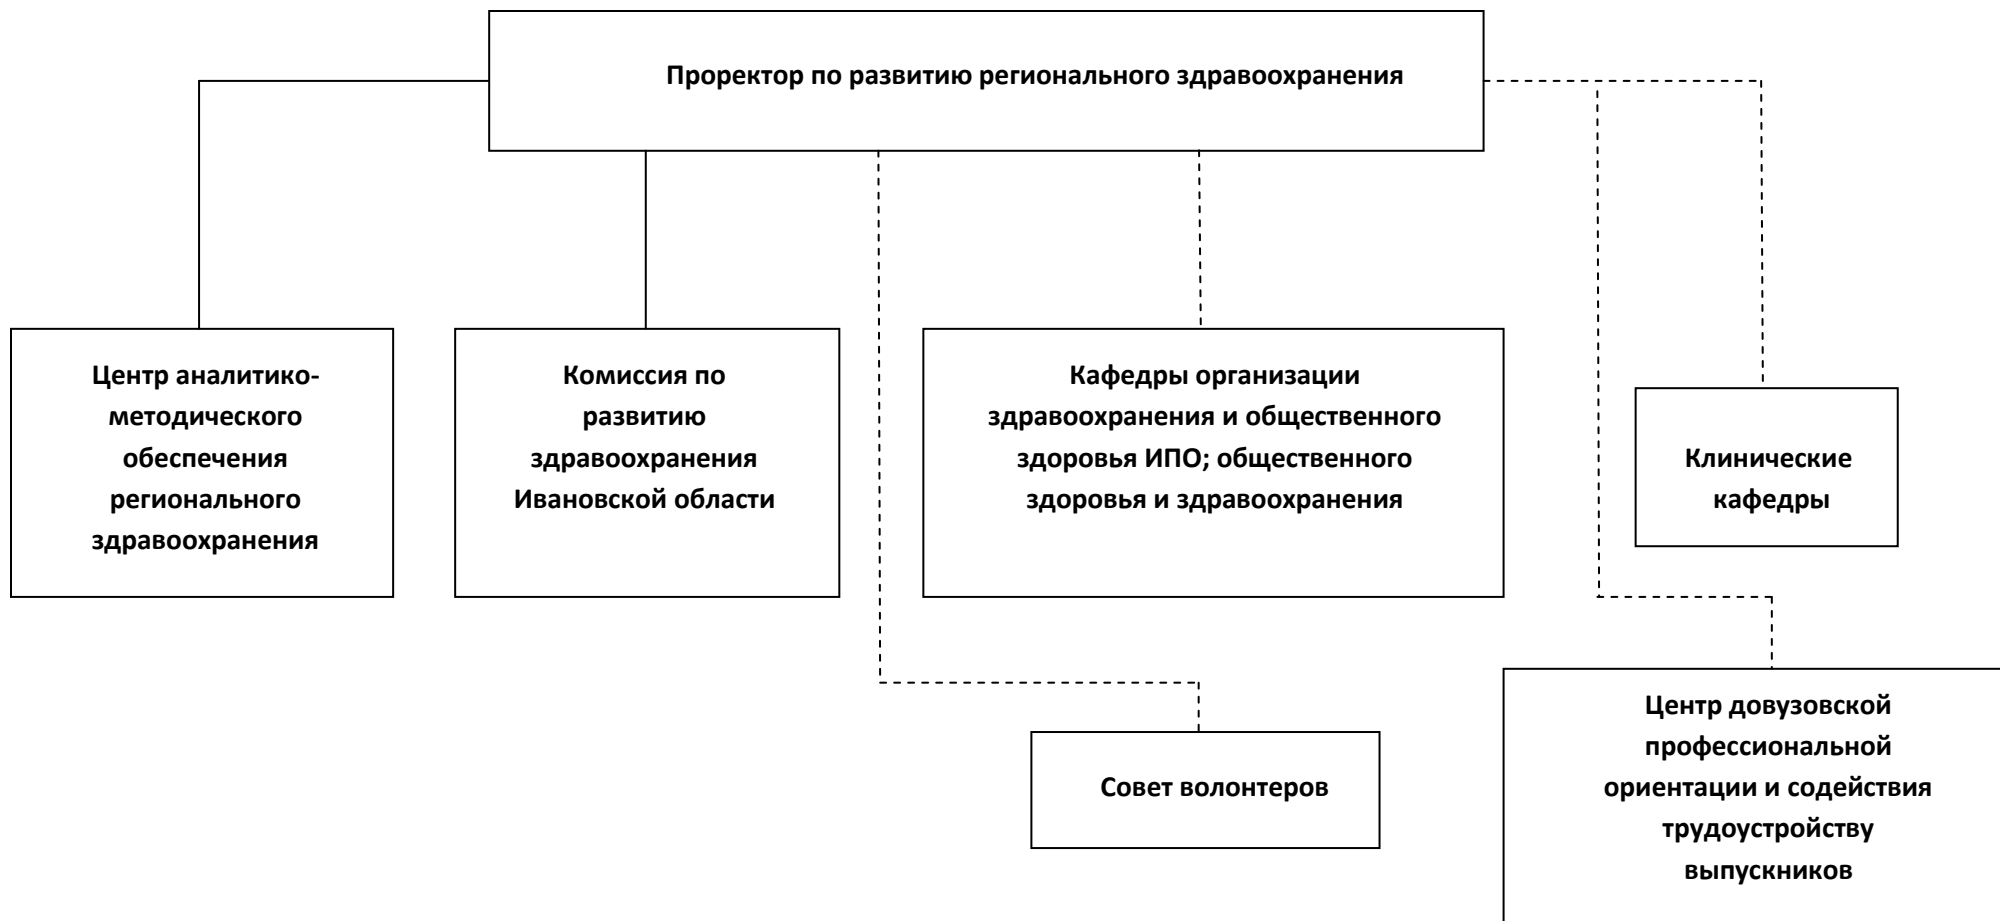 Проректор по развитию регионального здравоохранения
Центр аналитико-
методического
обеспечения
регионального
здравоохранения
Комиссия по
развитию
здравоохранения
Ивановской области
Кафедры организации
здравоохранения и общественного
здоровья ИПО; общественного
здоровья и здравоохранения
Клинические
кафедры
Совет волонтеров
Центр довузовской
профессиональной
ориентации и содействия
трудоустройству
выпускников